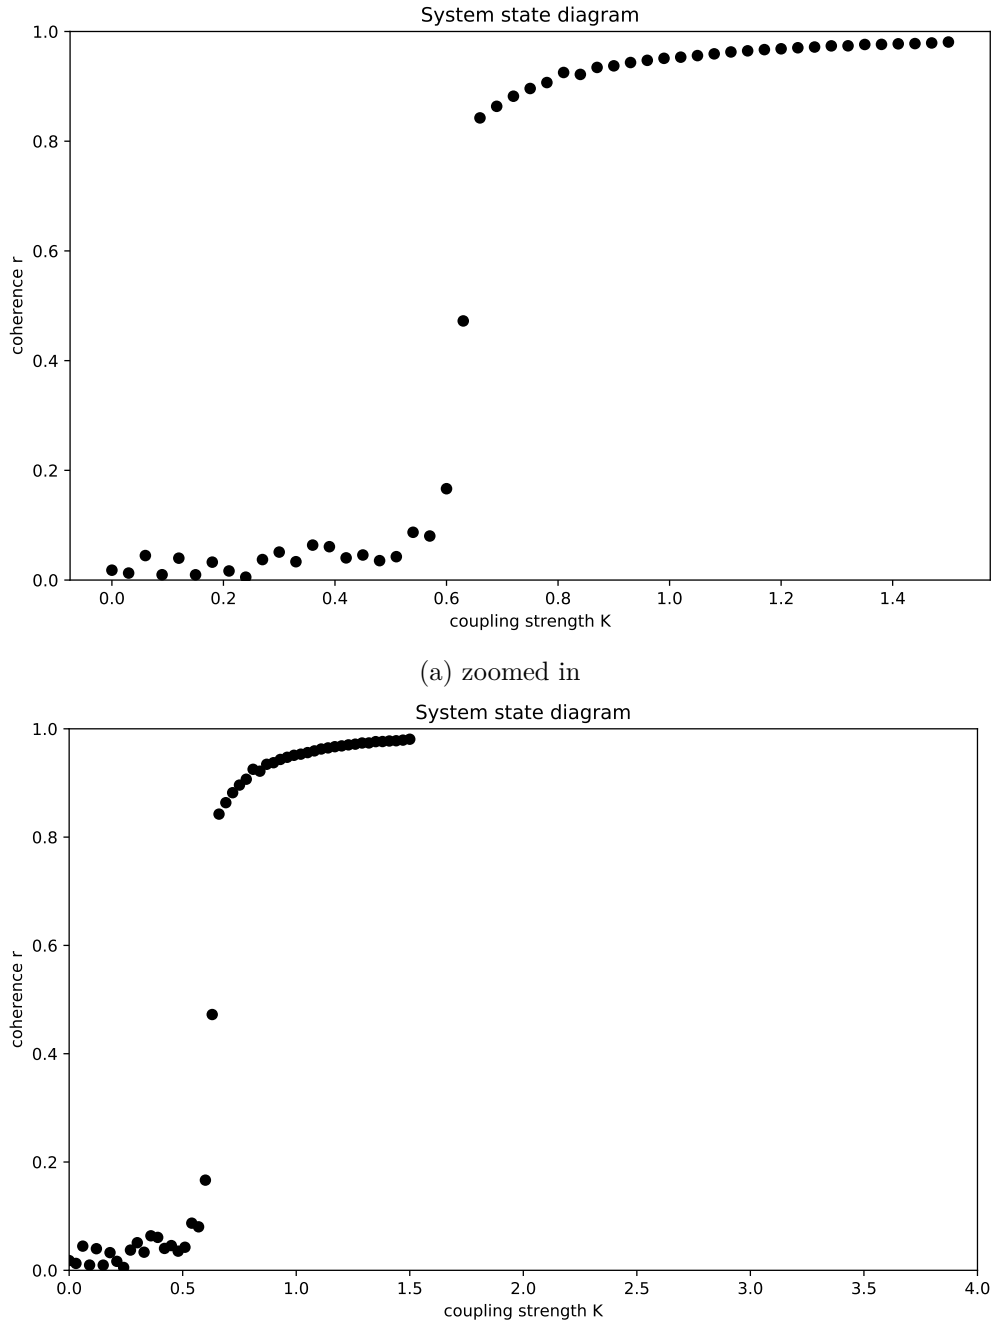 System state diagram
1.0
0.8
0.6
0.4
0.2
0.0
coherence r
0.0 0.2 0.4 0.6 0.8 1.0 1.2 1.4
coupling strength K
(a) zoomed in
System state diagram
1.0
0.8
0.6
0.4
0.2
0.0
coherence r
0.0 0.5 1.0 1.5 2.0 2.5 3.0 3.5 4.0
coupling strength K